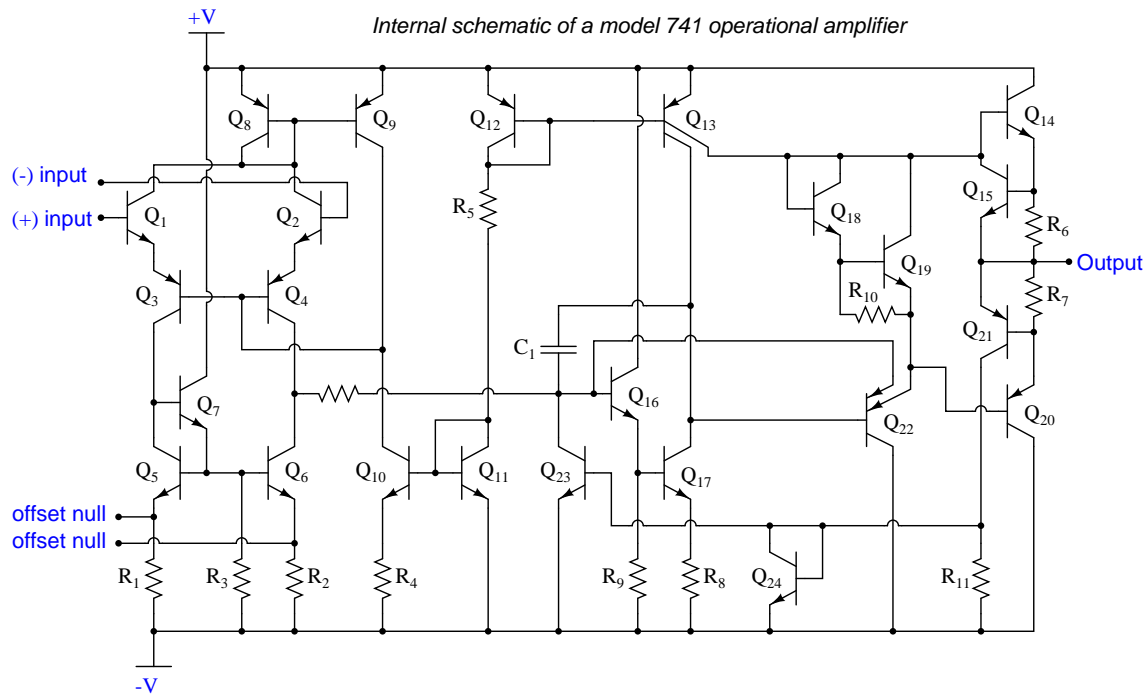 Internal schematic of a model 741 operational amplifier
+V
Q8
Q9
Q12
Q13
Q14
(-) input
(+) input
Q1
Q2
R5
Q18
Q15
R6
Output
Q3
Q4
Q19
R10
R7
C1
Q21
Q7
Q16
Q22
Q20
Q5
Q6
Q10
Q11
Q23
Q17
offset null
offset null
R1
R3
R2
R4
R9
R8
Q24
R11
-V